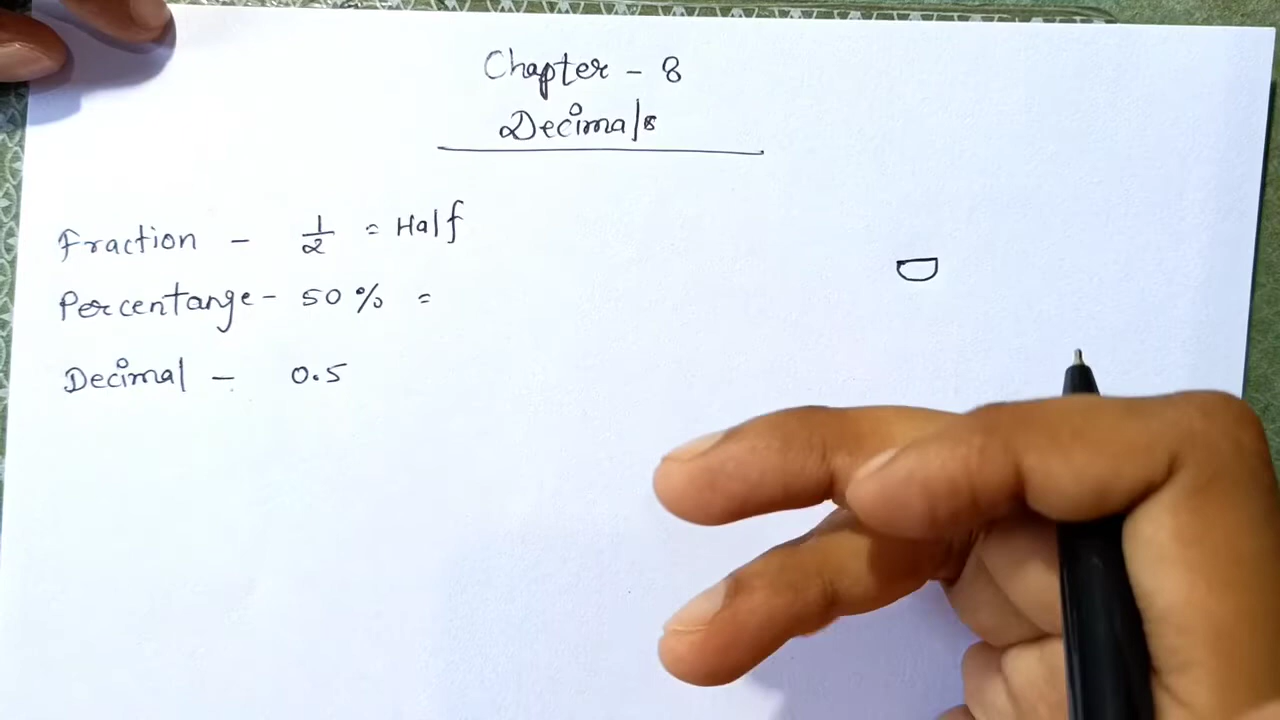 Chapter - 8
Decimals
Fraction - 1/2 = Half
Percentange - 50% =
Decimal - 0.5